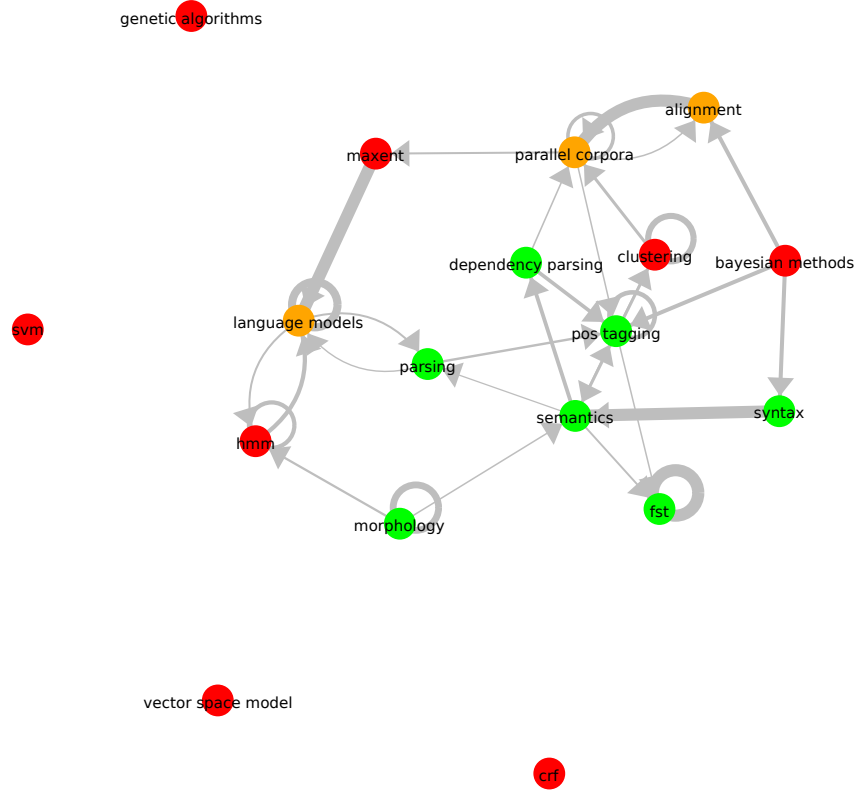 genetic algorithms
alignment
maxent
parallel corpora
clustering
dependency parsing
bayesian methods
language models
svm
pos tagging
parsing
semantics
syntax
hmm
fst
morphology
vector space model
crf